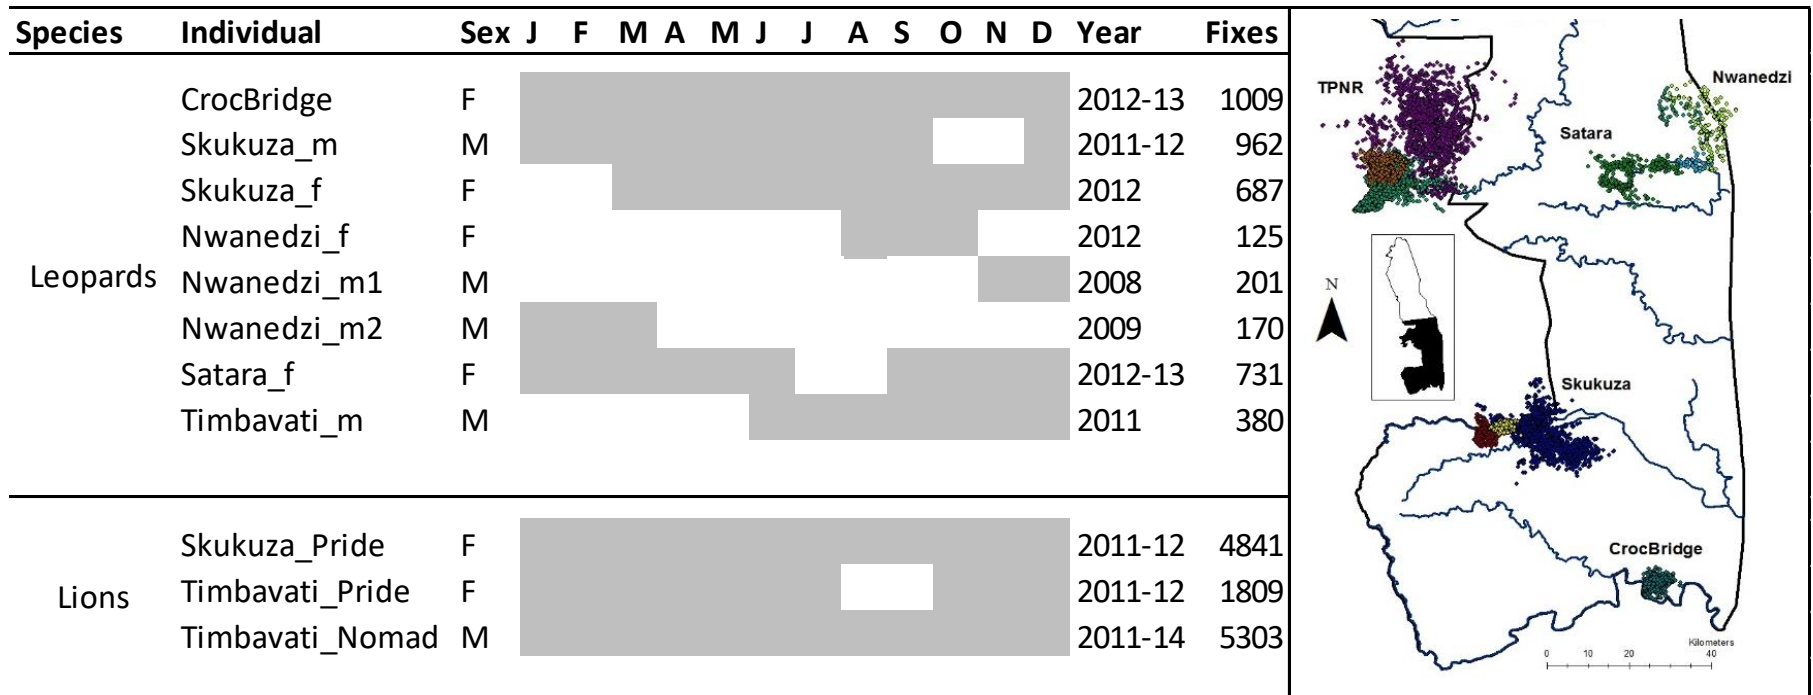 Species Individual Sex J F M A M J J A S O N D Year Fixes
CrocBridge F 2012-13 1009
Skukuza_m M 2011-12 962
Skukuza_f F 2012 687
Nwanedzi_f F 2012 125
Leopards
Nwanedzi_m1 M 2008 201
Nwanedzi_m2 M 2009 170
Satara_f F 2012-13 731
Timbavati_m M 2011 380
Skukuza_Pride F 2011-12 4841
Lions
Timbavati_Pride F 2011-12 1809
Timbavati_Nomad M 2011-14 5303
TPNR
Nwanedzi
Satara
N
Skukuza
CrocBridge
Kilometers
0 10 20 40